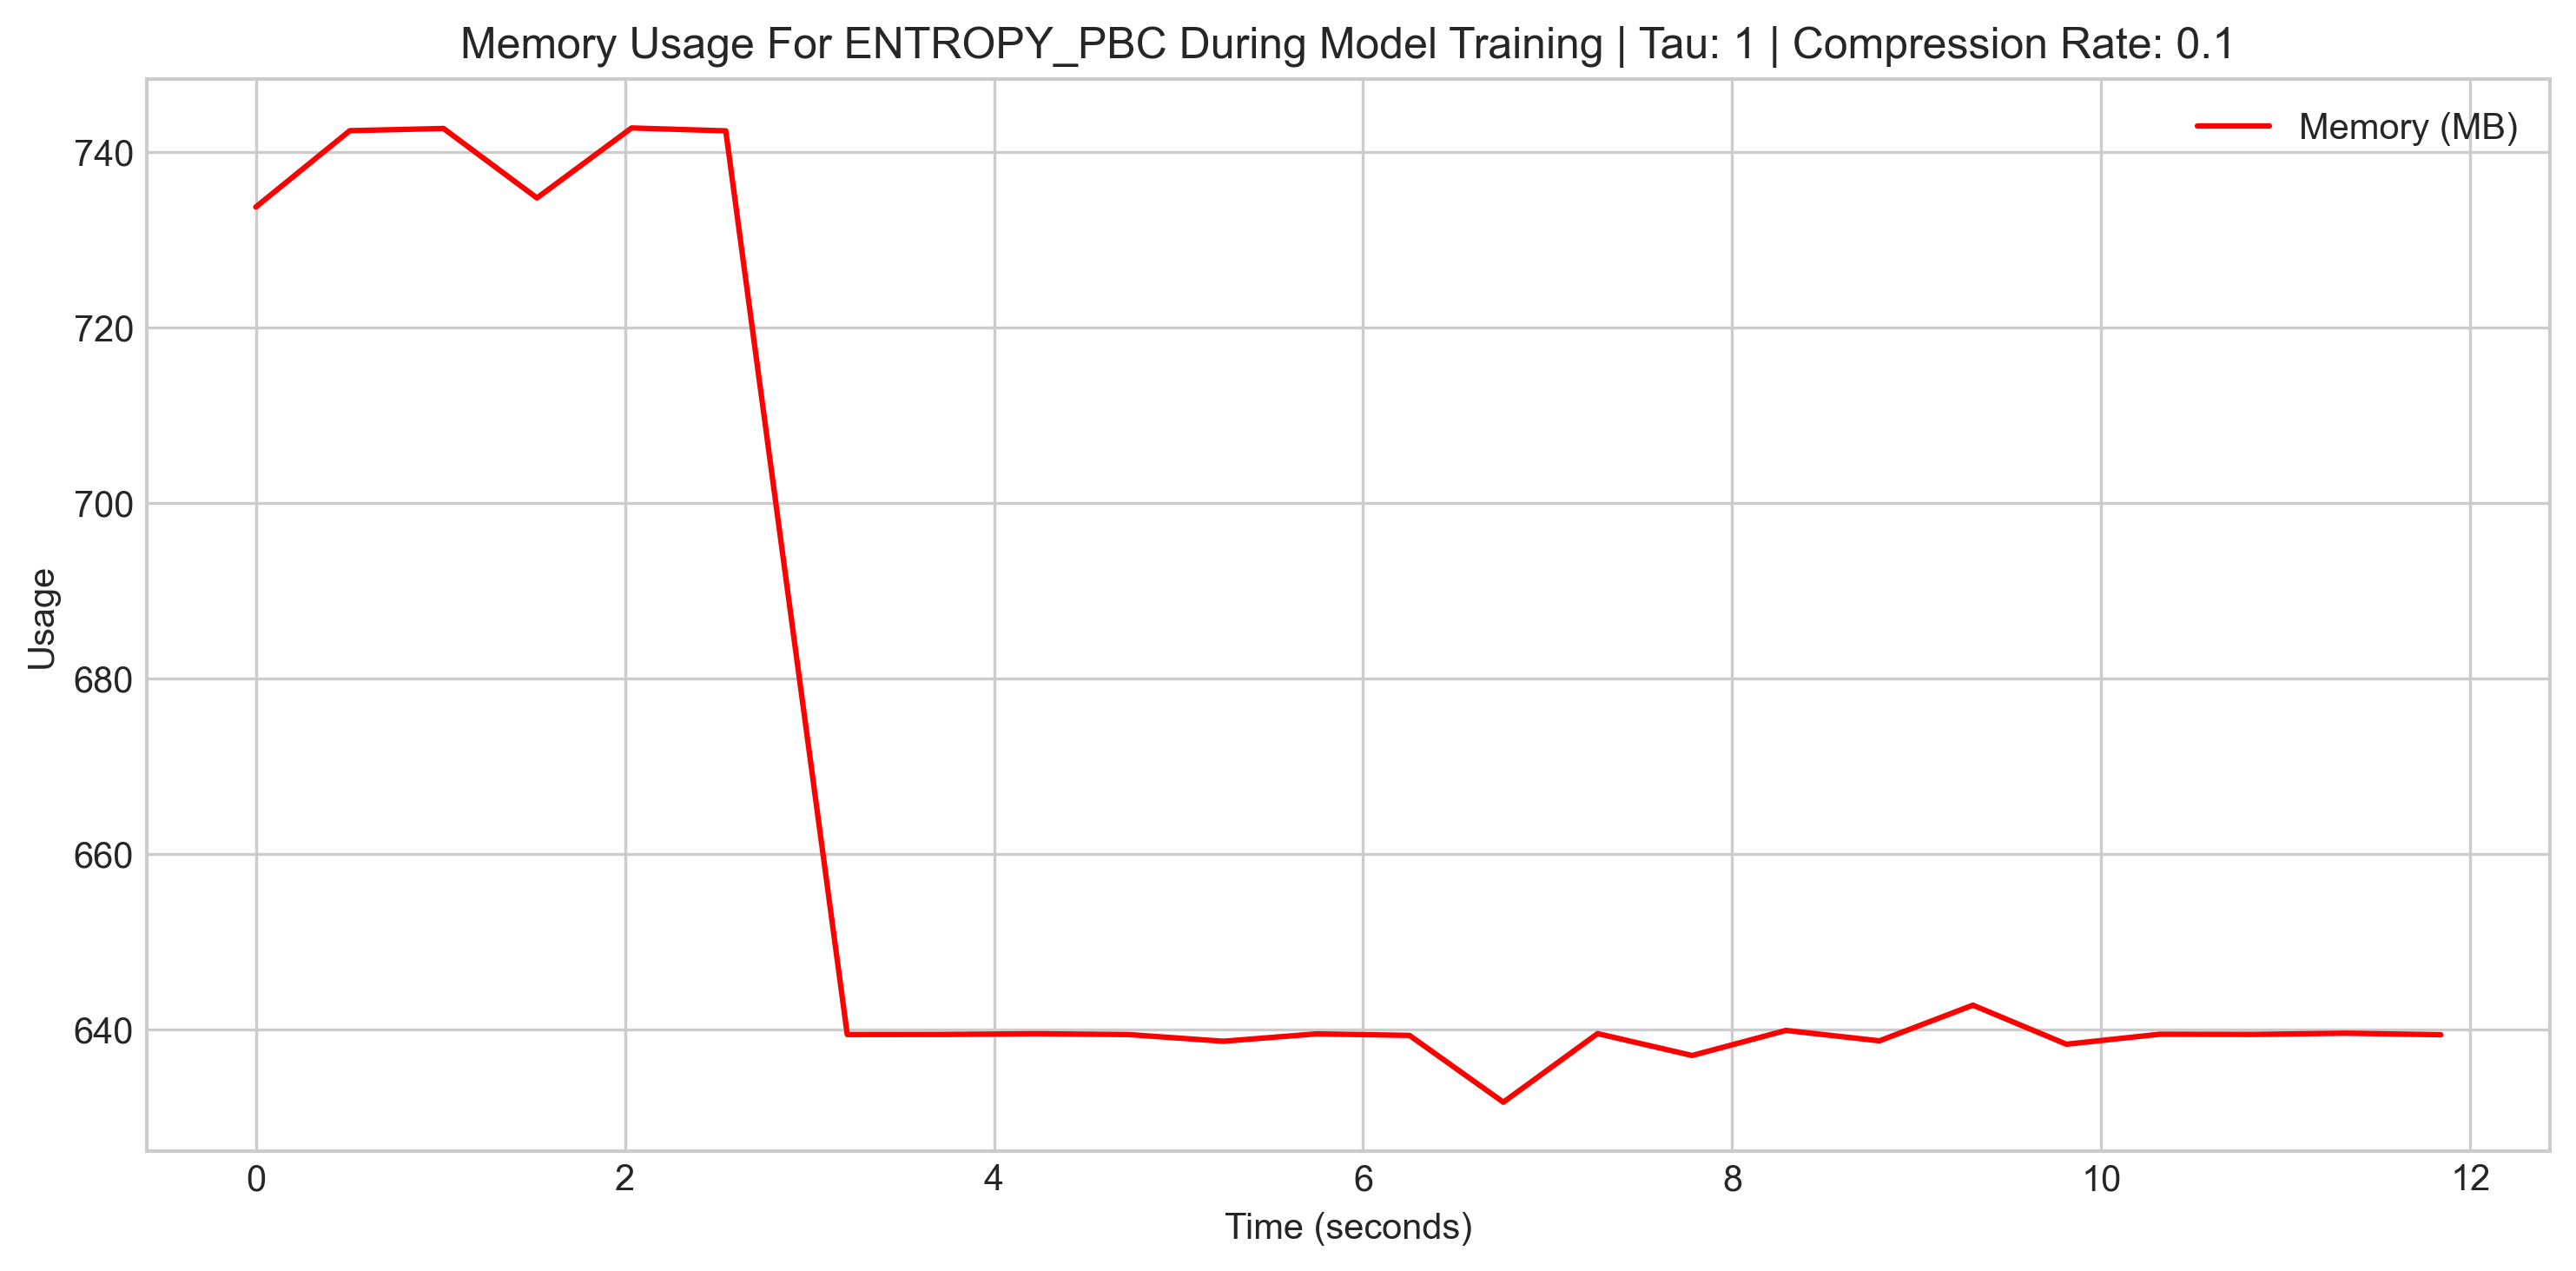 Memory Usage For ENTROPY_PBC During Model Training | Tau: 1 | Compression Rate: 0.1
Memory (MB)
740
720
700
680
660
640
Usage
0 2 4 6 8 10 12
Time (seconds)